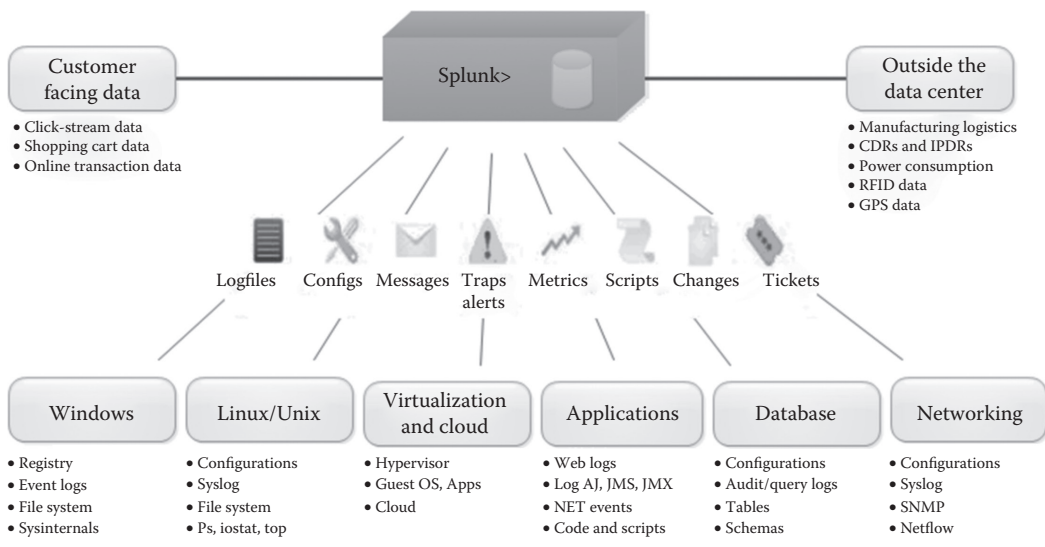 Customer
facing data
• Click-stream data
• Shopping cart data
• Online transaction data
Splunk>
Outside the
data center
• Manufacturing logistics
• CDRs and IPDRs
• Power consumption
• RFID data
• GPS data
Logfiles
Configs
Messages
Traps
alerts
Metrics
Scripts
Changes
Tickets
Windows
• Registry
• Event logs
• File system
• Sysinternals
Linux/Unix
• Configurations
• Syslog
• File system
• Ps, iostat, top
Virtualization
and cloud
• Hypervisor
• Guest OS, Apps
• Cloud
Applications
• Web logs
• Log AJ, JMS, JMX
• NET events
• Code and scripts
Database
• Configurations
• Audit/query logs
• Tables
• Schemas
Networking
• Configurations
• Syslog
• SNMP
• Netflow